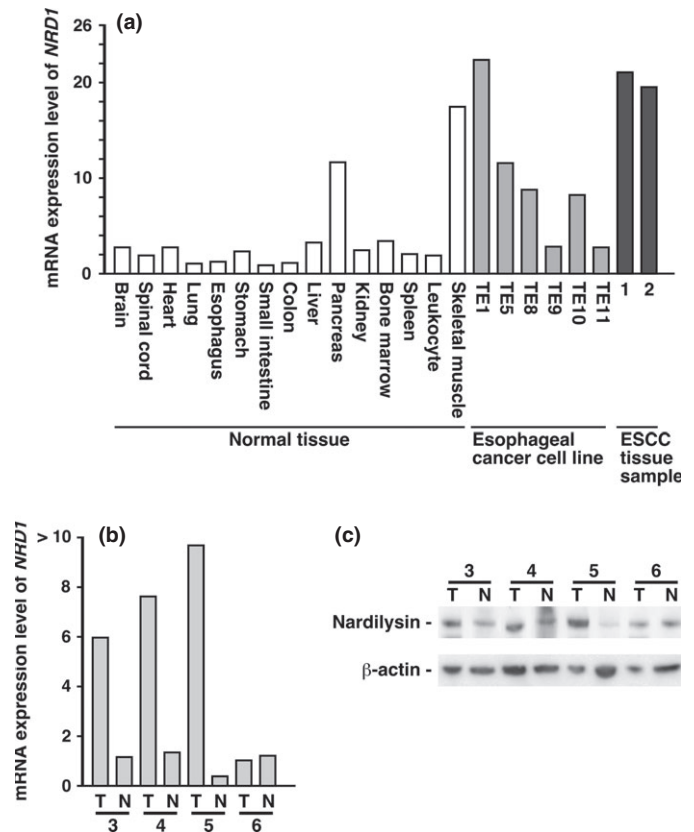 (a)
mRNA expression level of NRD1
26
20
10
0
Brain
Spinal cord
Heart
Lung
Esophagus
Stomach
Small intestine
Colon
Liver
Pancreas
Kidney
Bone marrow
Spleen
Leukocyte
Skeletal muscle
TE1
TE5
TE8
TE9
TE10
TE11
1
2
Normal tissue
Esophageal
cancer cell line
ESCC
tissue
sample
(b)
mRNA expression level of NRD1
> 10
8
6
4
2
0
T N T N T N T N
3 4 5 6
(c)
3 4 5 6
T N T N T N T N
Nardilysin -
β-actin -